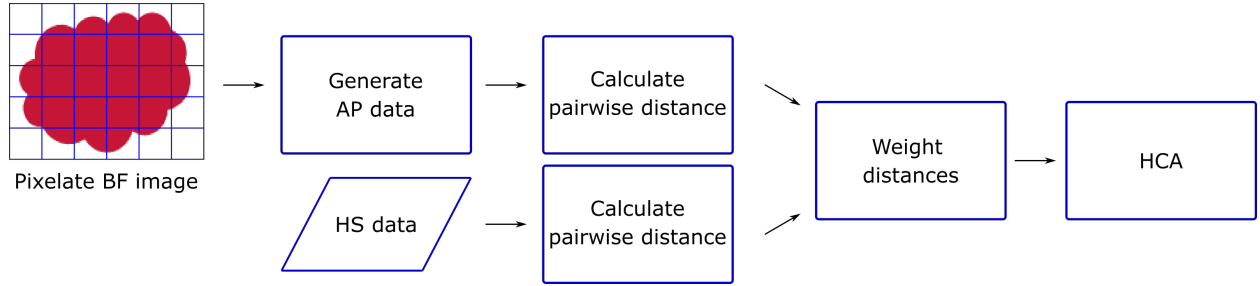 Pixelate BF image
Generate
AP data
Calculate
pairwise distance
HS data
Calculate
pairwise distance
Weight
distances
HCA